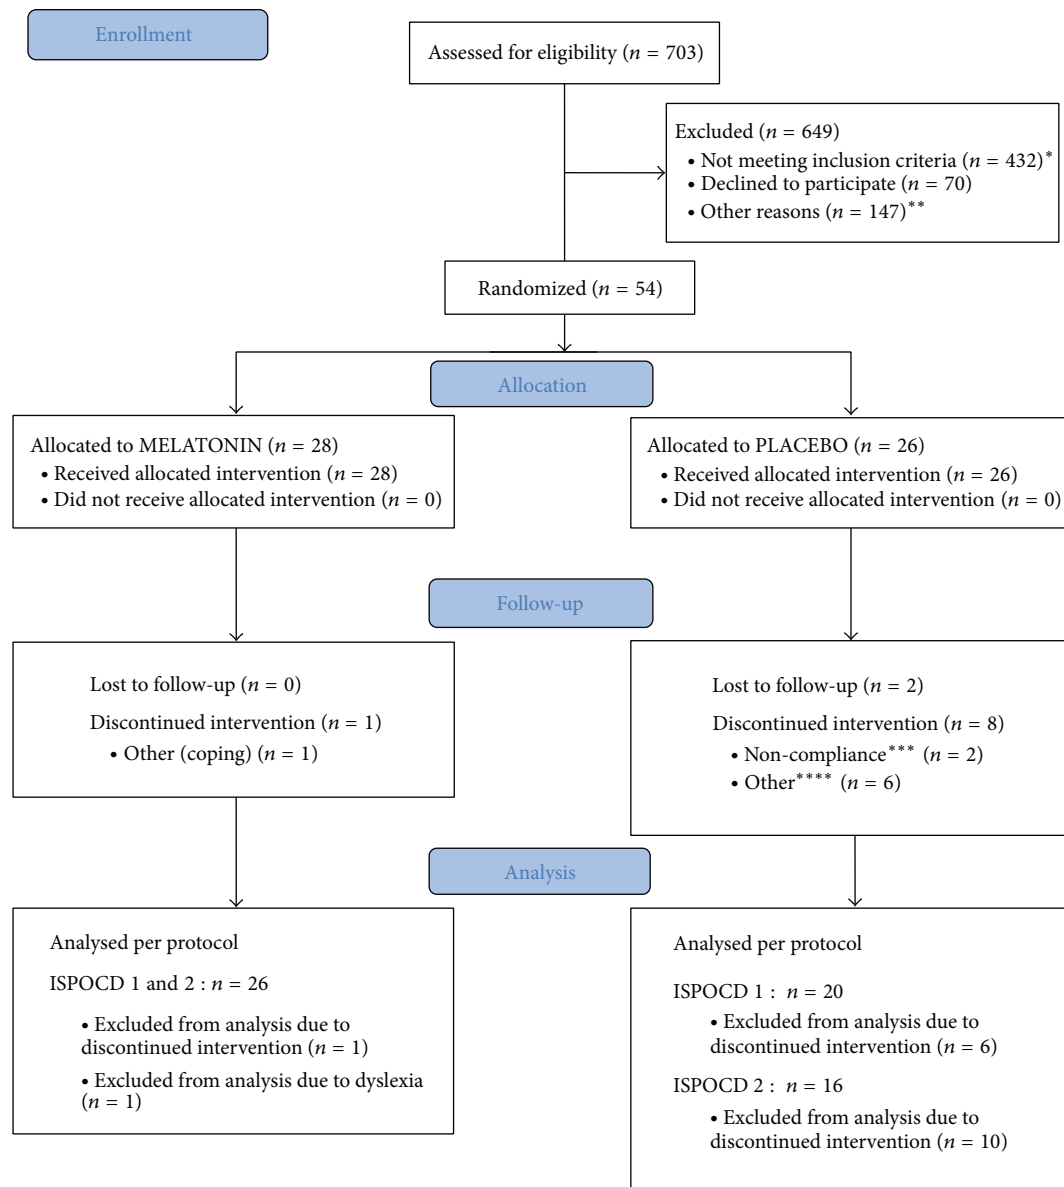 Enrollment
Assessed for eligibility (n = 703)
Excluded (n = 649)
• Not meeting inclusion criteria (n = 432)*
• Declined to participate (n = 70)
• Other reasons (n = 147)**
Randomized (n = 54)
Allocation
Allocated to MELATONIN (n = 28)
• Received allocated intervention (n = 28)
• Did not receive allocated intervention (n = 0)
Allocated to PLACEBO (n = 26)
• Received allocated intervention (n = 26)
• Did not receive allocated intervention (n = 0)
Follow-up
Lost to follow-up (n = 0)
Discontinued intervention (n = 1)
• Other (coping) (n = 1)
Lost to follow-up (n = 2)
Discontinued intervention (n = 8)
• Non-compliance*** (n = 2)
• Other**** (n = 6)
Analysis
Analysed per protocol
ISPOCD 1 and 2 : n = 26
• Excluded from analysis due to
discontinued intervention (n = 1)
• Excluded from analysis due to dyslexia
(n = 1)
Analysed per protocol
ISPOCD 1 : n = 20
• Excluded from analysis due to
discontinued intervention (n = 6)
ISPOCD 2 : n = 16
• Excluded from analysis due to
discontinued intervention (n = 10)